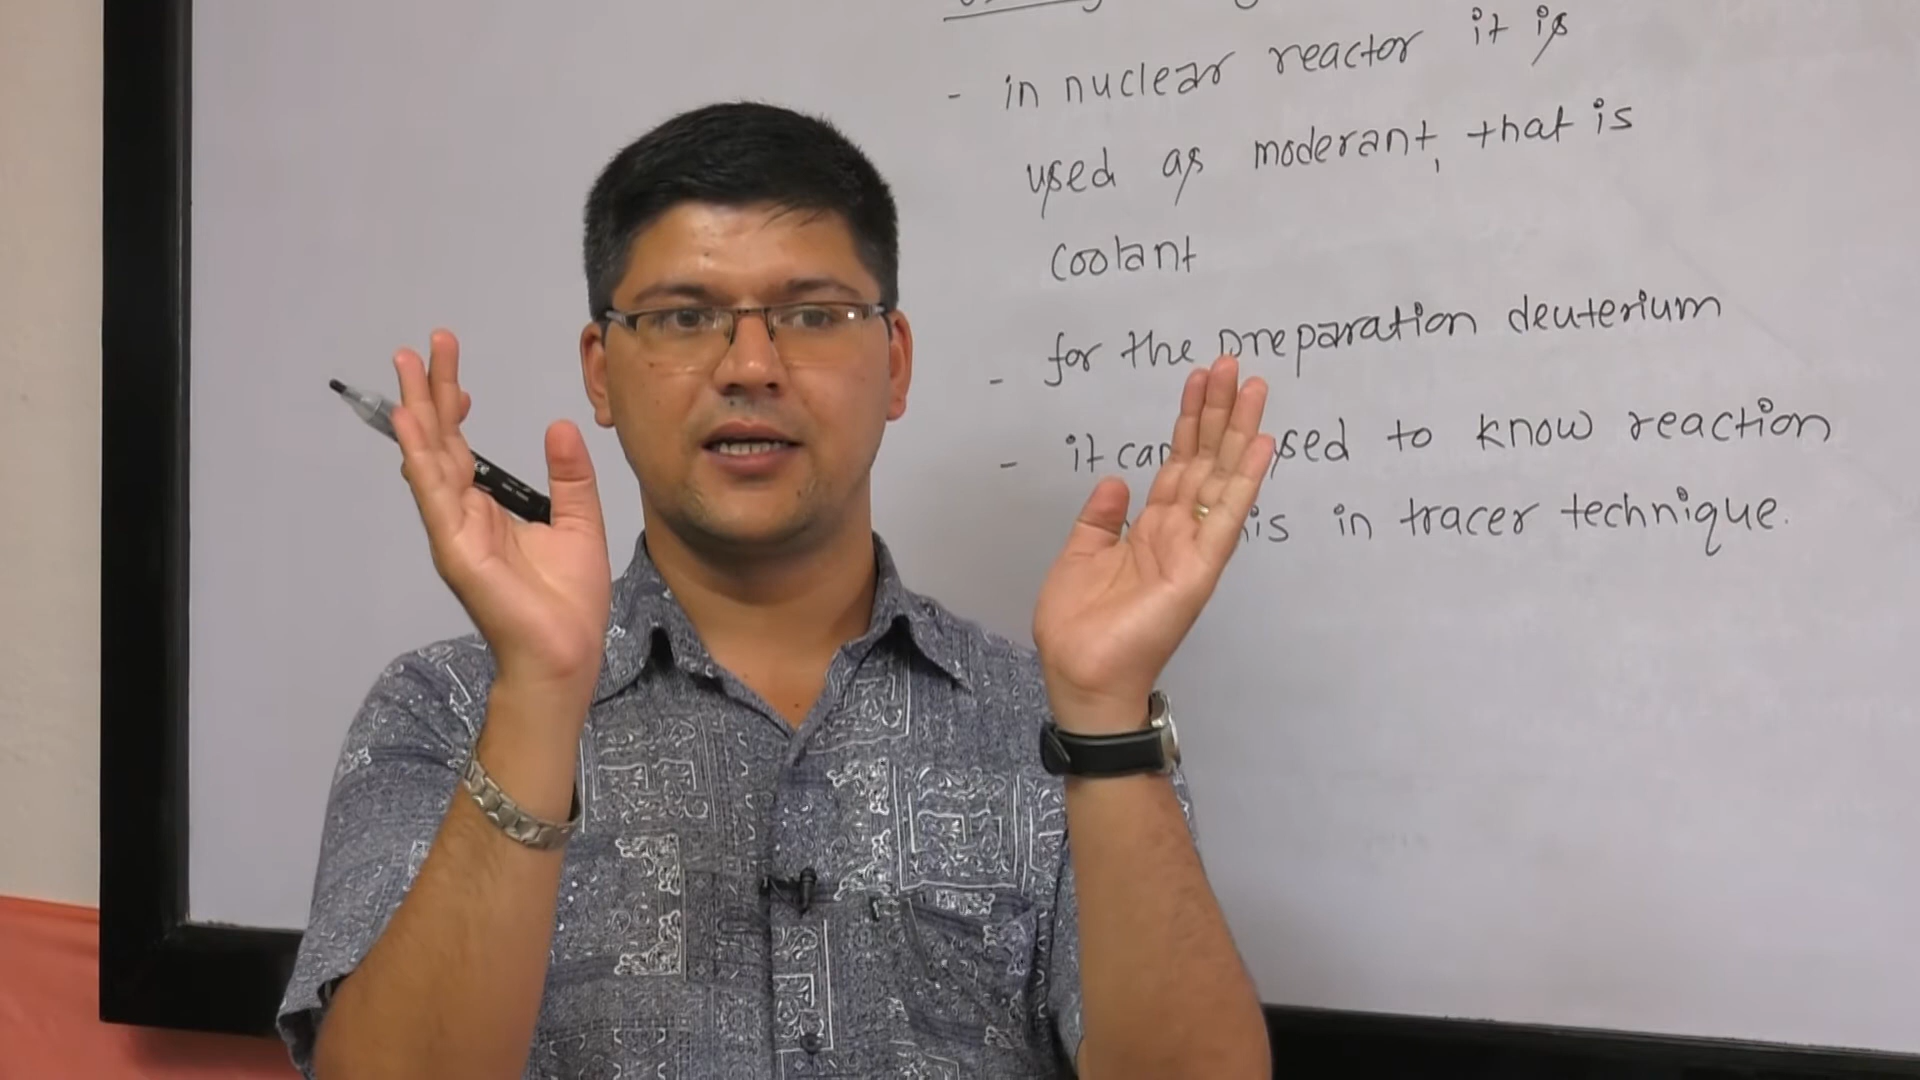 - in nuclear reactor it is
used as moderant, that is
coolant
- for the preparation deuterium
- it can used to know reaction
is in tracer technique.